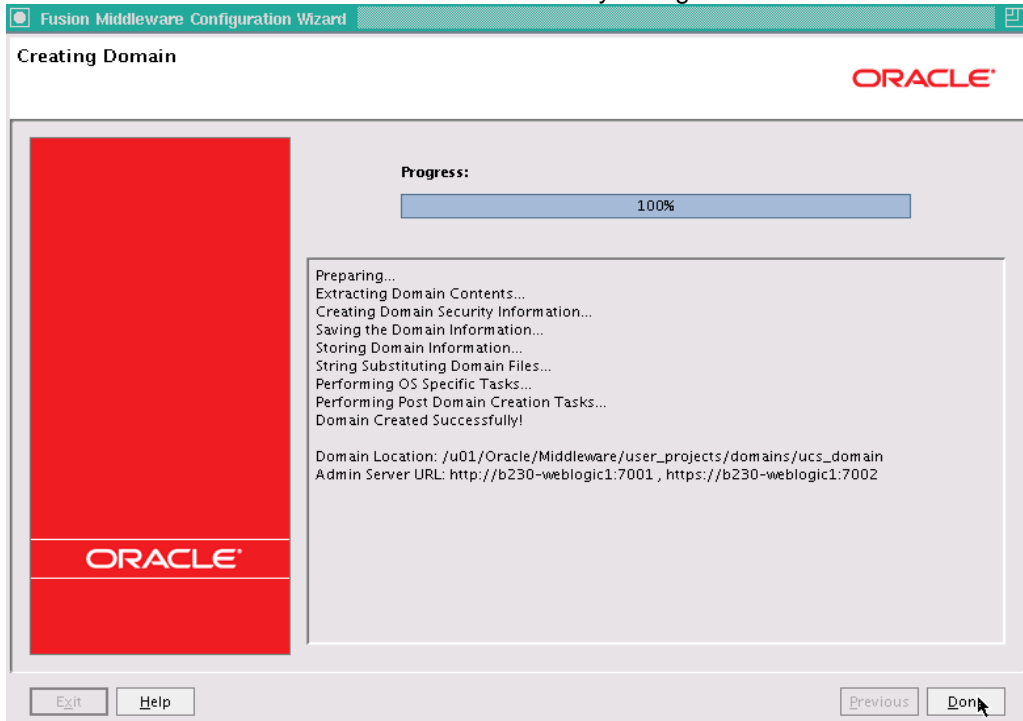 Fusion Middleware Configuration Wizard
Creating Domain
ORACLE
Progress:
100%
Preparing...
Extracting Domain Contents...
Creating Domain Security Information...
Saving the Domain Information...
Storing Domain Information...
String Substituting Domain Files...
Performing OS Specific Tasks...
Performing Post Domain Creation Tasks...
Domain Created Successfully!
Domain Location: /u01/Oracle/Middleware/user_projects/domains/ucs_domain
Admin Server URL: http://b230-weblogic1:7001 , https://b230-weblogic1:7002
ORACLE
Exit Help Previous Done